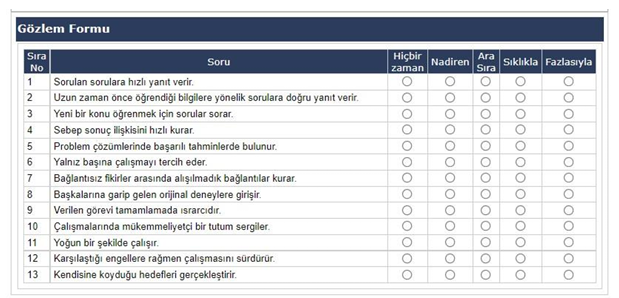 Gözlem Formu
Sıra No Soru Hiçbir zaman Nadiren Ara Sıra Sıklıkla Fazlasıyla
1 Sorulan sorulara hızlı yanıt verir.
2 Uzun zaman önce öğrendiği bilgilere yönelik sorulara doğru yanıt verir.
3 Yeni bir konu öğrenmek için sorular sorar.
4 Sebep sonuç ilişkisini hızlı kurar.
5 Problem çözümlerinde başarılı tahminlerde bulunur.
6 Yalnız başına çalışmayı tercih eder.
7 Bağlantısız fikirler arasında alışılmadık bağlantılar kurar.
8 Başkalarına garip gelen orijinal deneylere girişir.
9 Verilen görevi tamamlamada ısrarcıdır.
10 Çalışmalarında mükemmeliyetçi bir tutum sergiler.
11 Yoğun bir şekilde çalışır.
12 Karşılaştığı engellere rağmen çalışmasını sürdürür.
13 Kendisine koyduğu hedefleri gerçekleştirir.